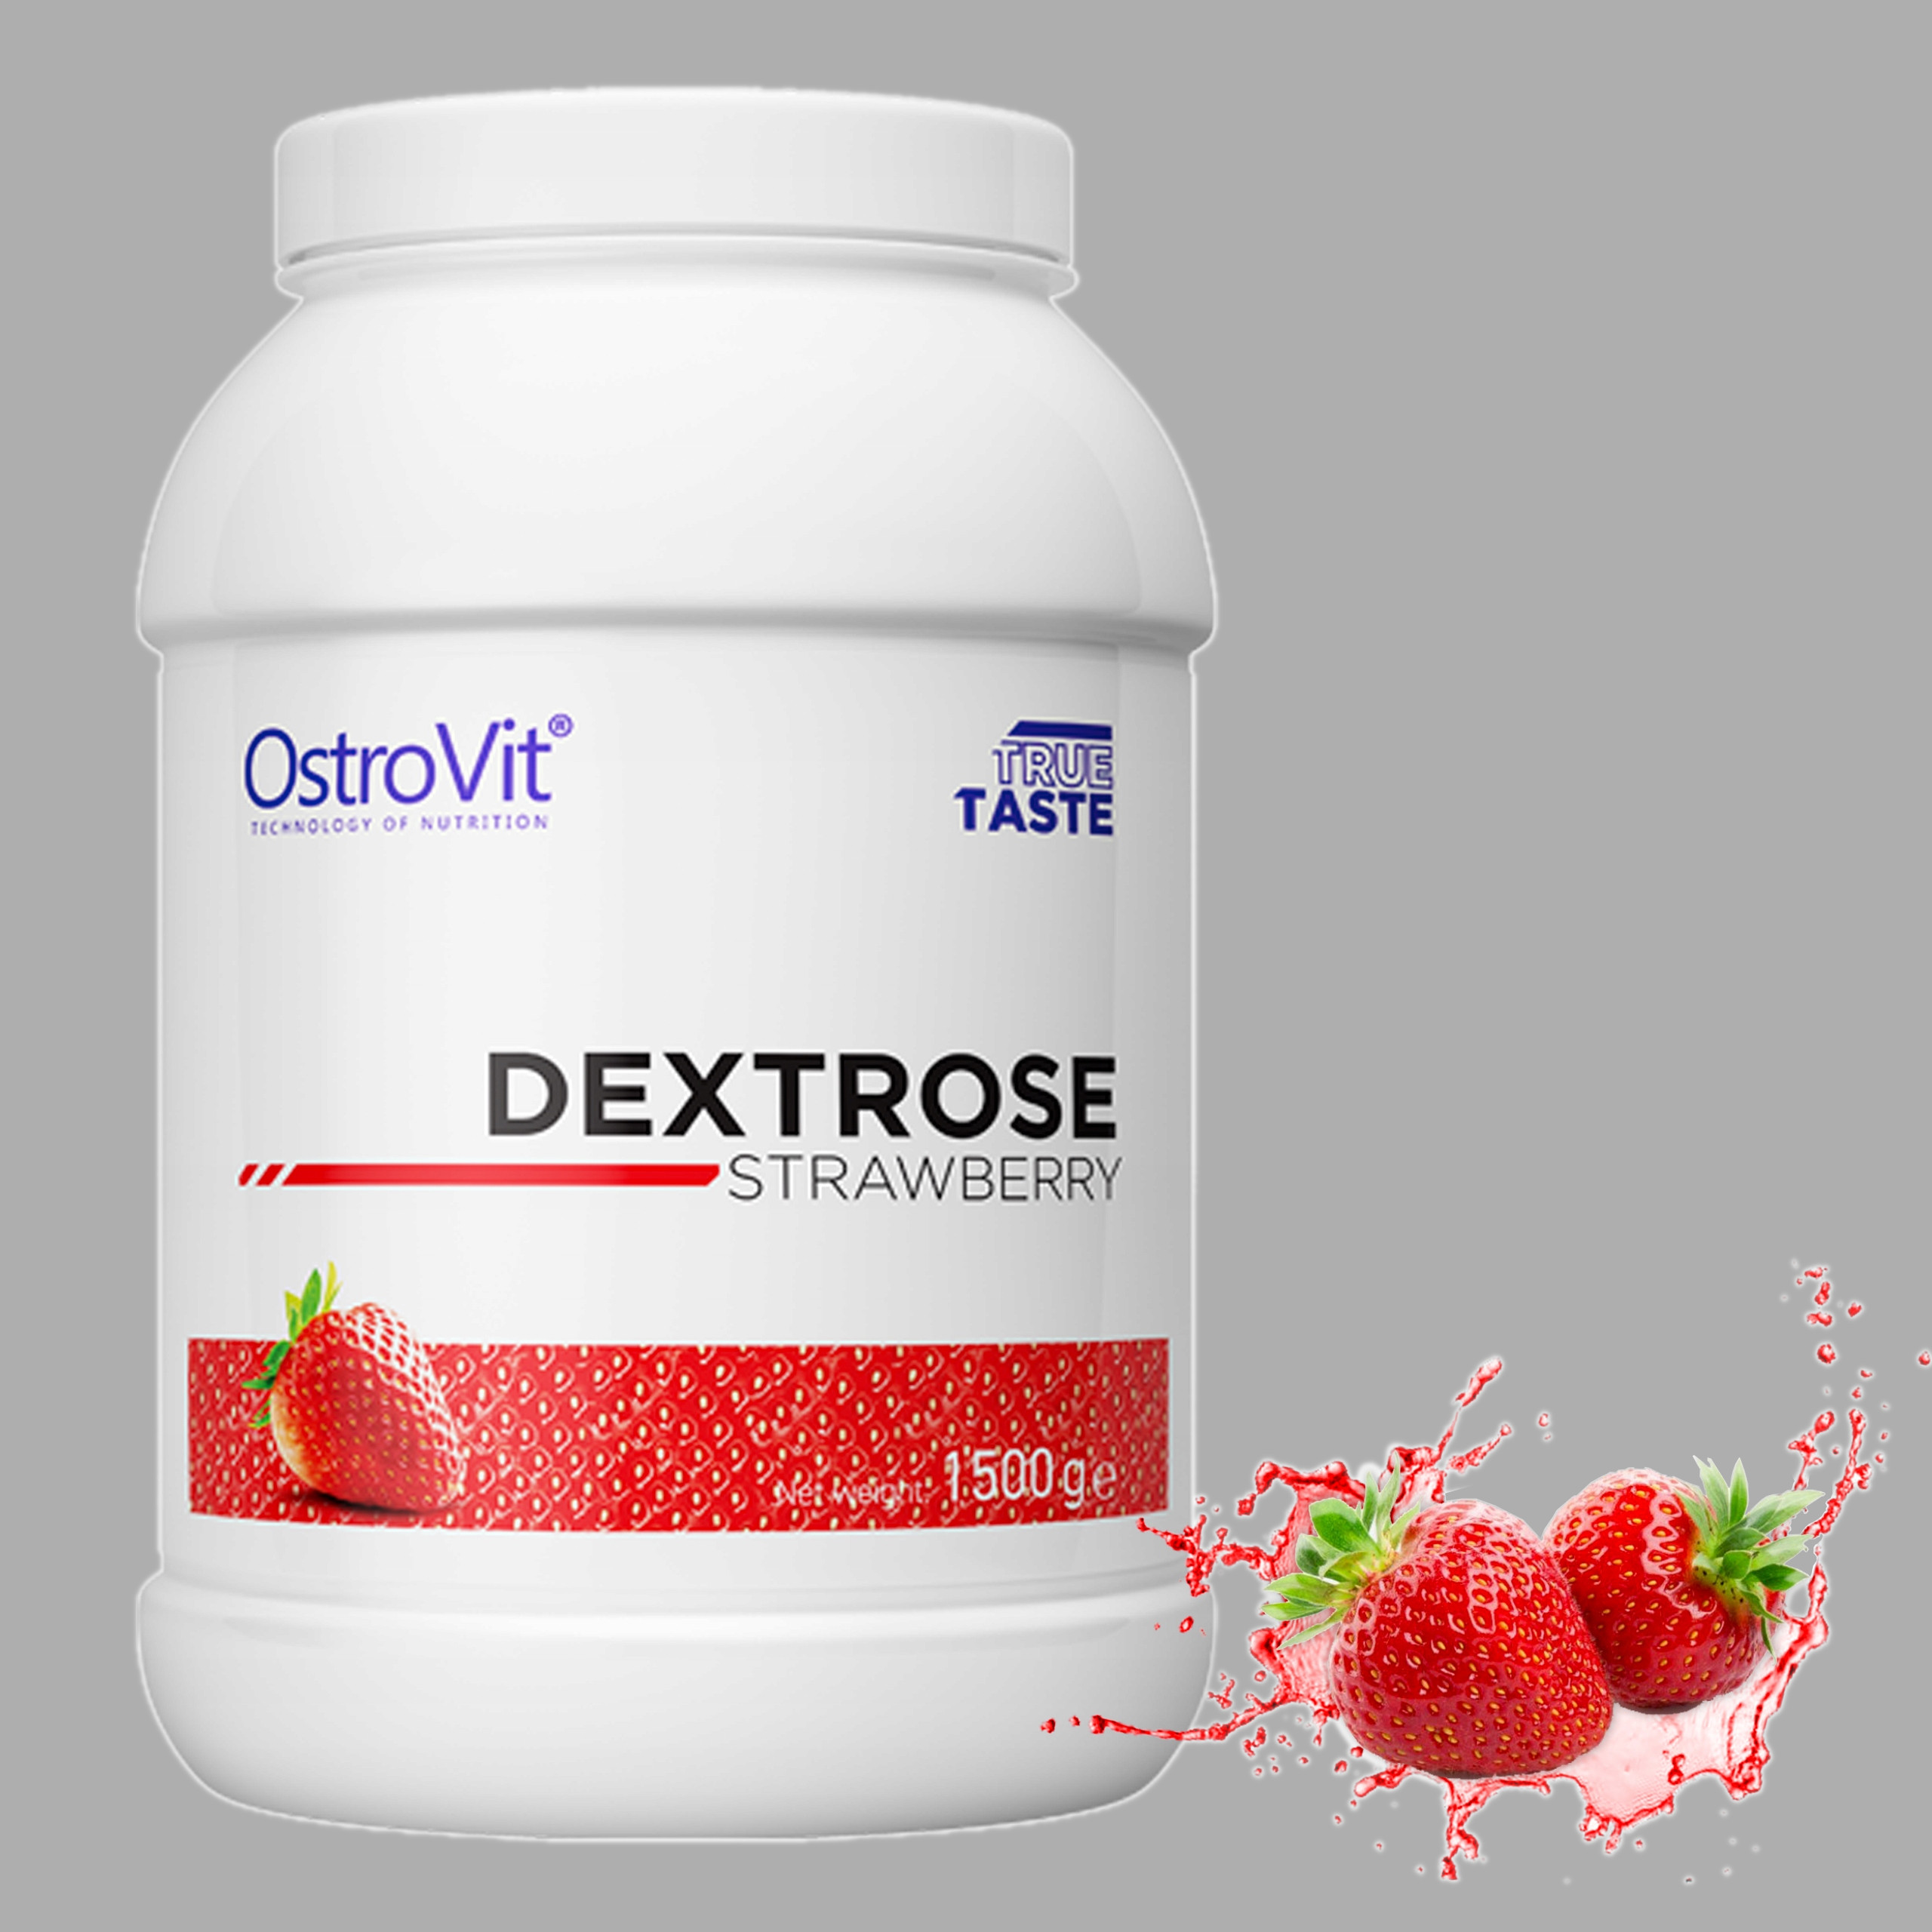 OstroVit®
TECHNOLOGY OF NUTRITION
TRUE
TASTE
DEXTROSE
STRAWBERRY
Net weight: 1500 g e